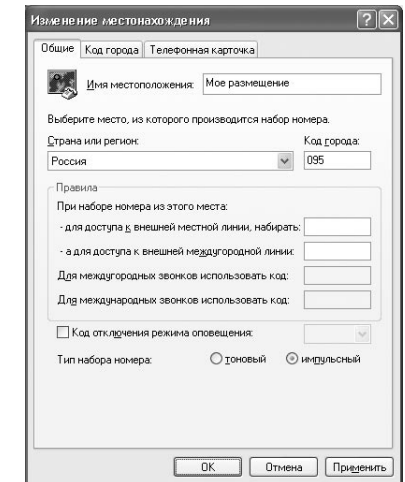 Изменение местонахождения
Общие Код города Телефонная карточка
Имя местоположения: Мое размещение
Выберите место, из которого производится набор номера.
Страна или регион: Код города:
Россия 095
Правила
При наборе номера из этого места:
- для доступа к внешней местной линии, набирать:
- а для доступа к внешней междугородной линии:
Для междугородных звонков использовать код:
Для международных звонков использовать код:
Код отключения режима оповещения:
Тип набора номера: тоновый импульсный
ОК Отмена Применить